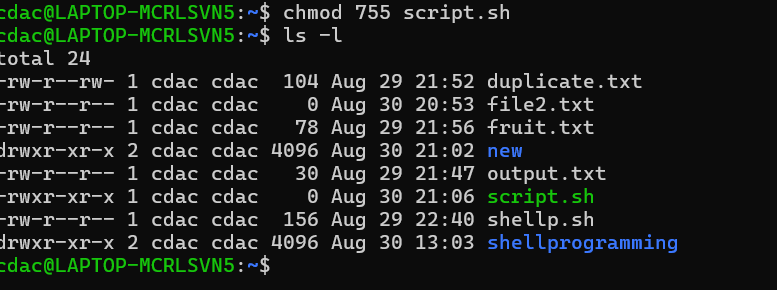 cdac@LAPTOP-MCRLSVN5:~$ chmod 755 script.sh
cdac@LAPTOP-MCRLSVN5:~$ ls -l
total 24
-rw-r--rw- 1 cdac cdac  104 Aug 29 21:52 duplicate.txt
-rw-r--r-- 1 cdac cdac    0 Aug 30 20:53 file2.txt
-rw-r--r-- 1 cdac cdac   78 Aug 29 21:56 fruit.txt
drwxr-xr-x 2 cdac cdac 4096 Aug 30 21:02 new
-rw-r--r-- 1 cdac cdac   30 Aug 29 21:47 output.txt
-rwxr-xr-x 1 cdac cdac    0 Aug 30 21:06 script.sh
-rw-r--r-- 1 cdac cdac  156 Aug 29 22:40 shellp.sh
drwxr-xr-x 2 cdac cdac 4096 Aug 30 13:03 shellprogramming
cdac@LAPTOP-MCRLSVN5:~$